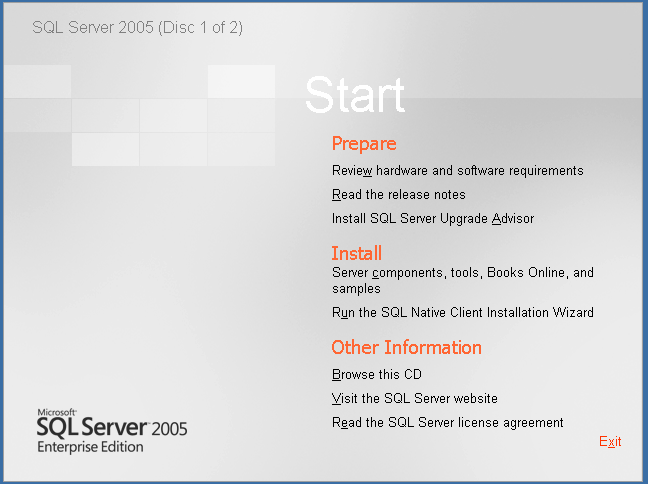 SQL Server 2005 (Disc 1 of 2)
Start
Prepare
Review hardware and software requirements
Read the release notes
Install SQL Server Upgrade Advisor
Install
Server components, tools, Books Online, and
samples
Run the SQL Native Client Installation Wizard
Other Information
Browse this CD
Visit the SQL Server website
Read the SQL Server license agreement
Microsoft
SQL Server 2005
Enterprise Edition
Exit